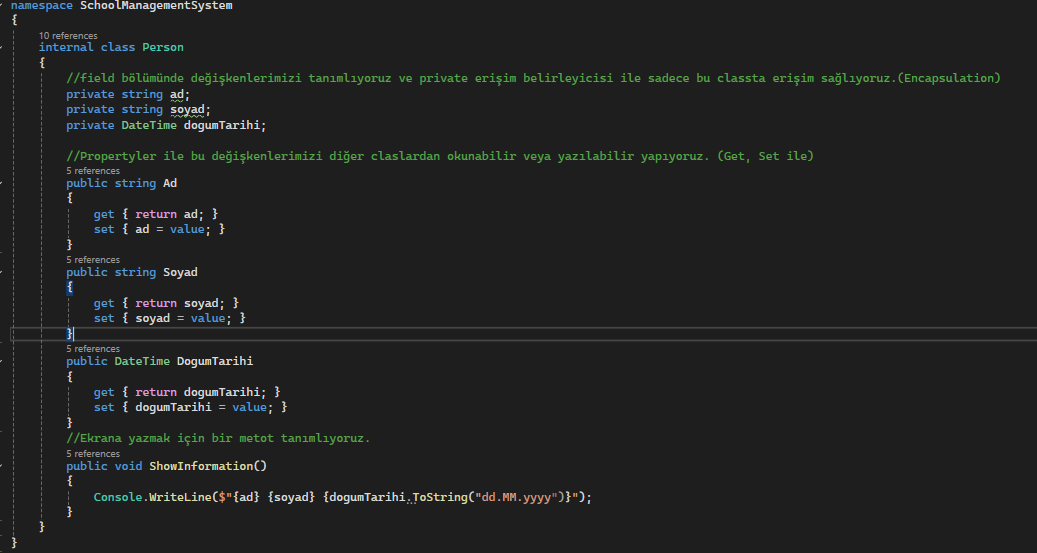 namespace SchoolManagementSystem
{
10 references
internal class Person
{
//field bölümünde değişkenlerimizi tanımlıyoruz ve private erişim belirleyicisi ile sadece bu classta erişim sağlıyoruz.(Encapsulation)
private string ad;
private string soyad;
private DateTime dogumTarihi;
//Propertyler ile bu değişkenlerimizi diğer claslardan okunabilir veya yazılabilir yapıyoruz. (Get, Set ile)
5 references
public string Ad
{
get { return ad; }
set { ad = value; }
}
5 references
public string Soyad
{
get { return soyad; }
set { soyad = value; }
}
5 references
public DateTime DogumTarihi
{
get { return dogumTarihi; }
set { dogumTarihi = value; }
}
//Ekrana yazmak için bir metot tanımlıyoruz.
5 references
public void ShowInformation()
{
Console.WriteLine($"{ad} {soyad} {dogumTarihi.ToString("dd.MM.yyyy")}");
}
}
}